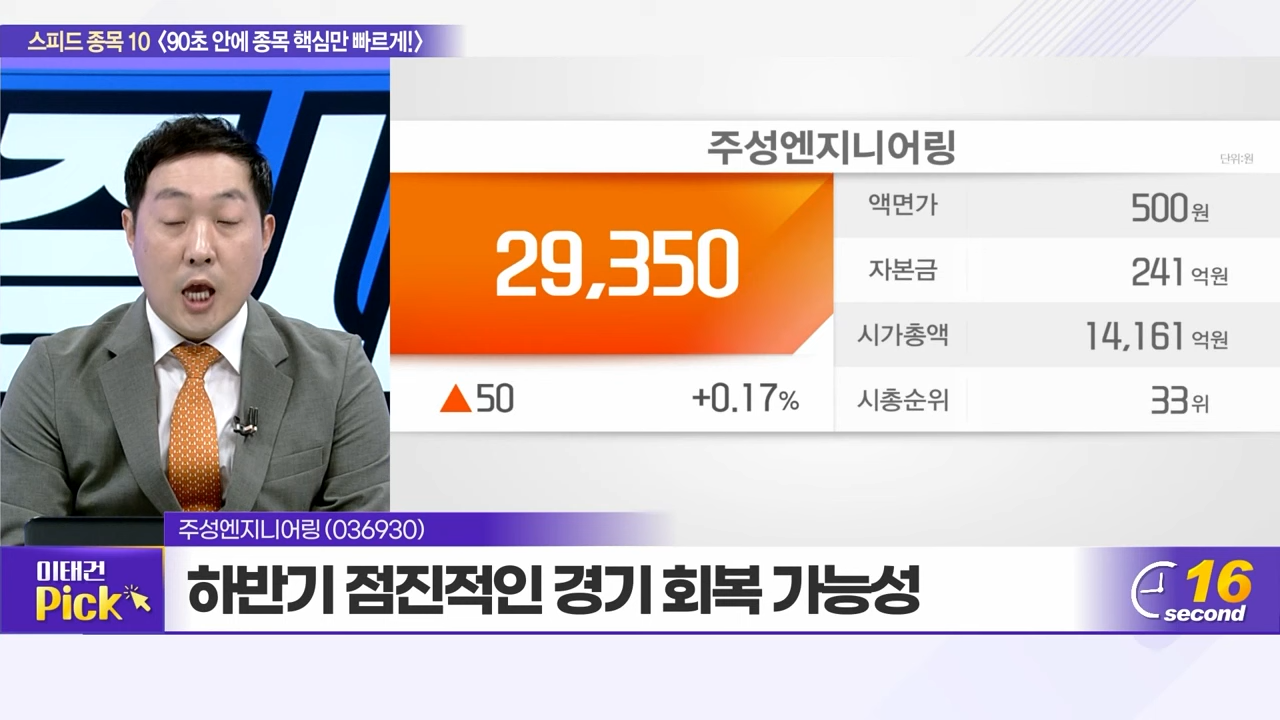 스피드 종목 10 〈90초 안에 종목 핵심만 빠르게!〉
주성엔지니어링
단위:원
29,350
▲50 +0.17%
액면가 500원
자본금 241억원
시가총액 14,161억원
시총순위 33위
주성엔지니어링(036930)
이태건
Pick
하반기 점진적인 경기 회복 가능성
16
second